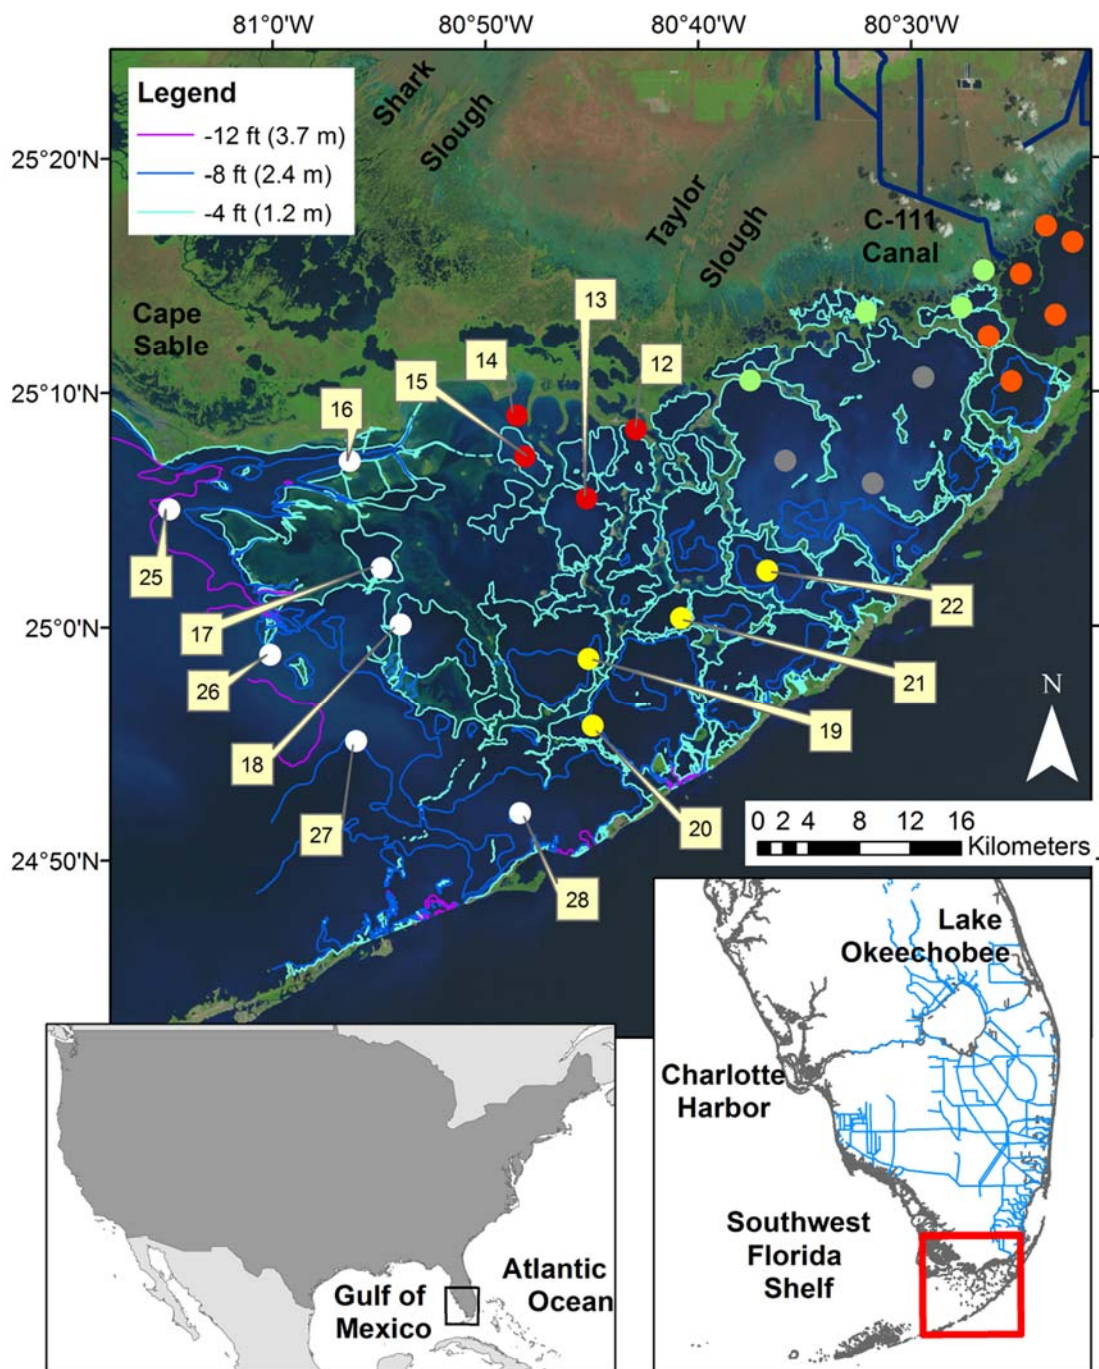 81°0'W
80°50'W
80°40'W
80°30'W
Legend
-12 ft (3.7 m)
-8 ft (2.4 m)
-4 ft (1.2 m)
25°20'N
25°10'N
25°0'N
24°50'N
Shark
Slough
Taylor
Slough
C-111
Canal
Cape
Sable
13
14
12
15
16
25
17
22
26
21
18
19
27
20
28
N
0 2 4 8 12 16
Kilometers
Lake
Okeechobee
Charlotte
Harbor
Southwest
Florida
Shelf
Gulf of
Mexico
Atlantic
Ocean